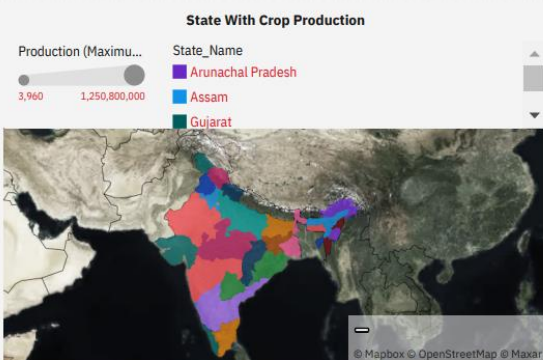 State With Crop Production
Production (Maximu...
3,960
1,250,800,000
State_Name
Arunachal Pradesh
Assam
Gujarat
© Mapbox © OpenStreetMap © Maxar